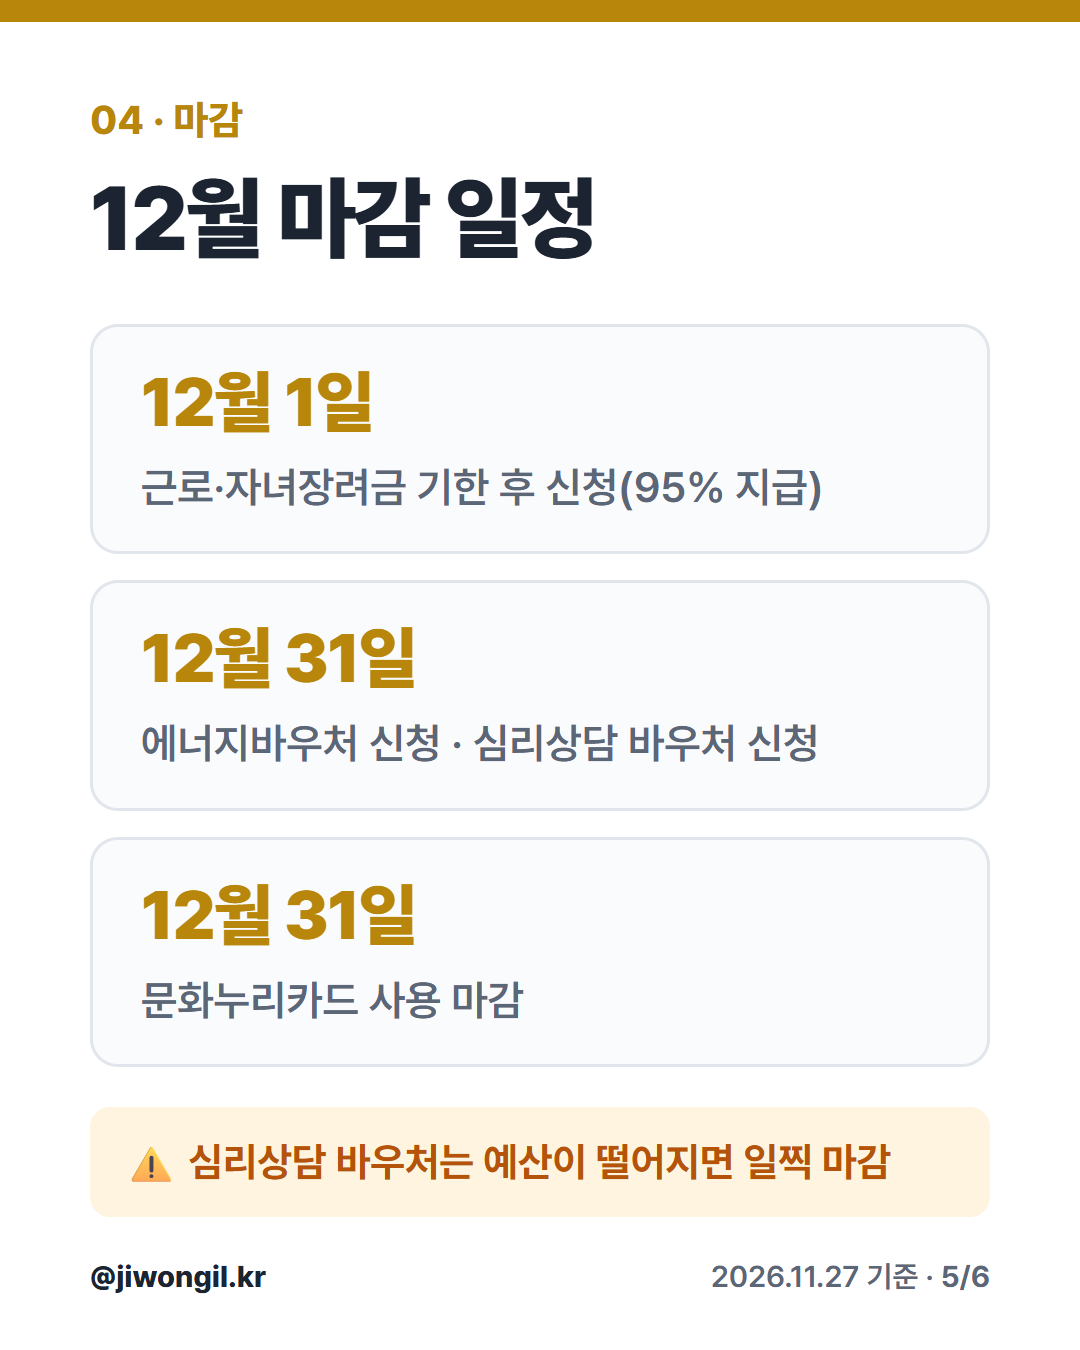 04 · 마감
12월 마감 일정
12월 1일
근로·자녀장려금 기한 후 신청(95% 지급)
12월 31일
에너지바우처 신청 · 심리상담 바우처 신청
12월 31일
문화누리카드 사용 마감
⚠️ 심리상담 바우처는 예산이 떨어지면 일찍 마감
@jiwongil.kr
2026.11.27 기준 · 5/6